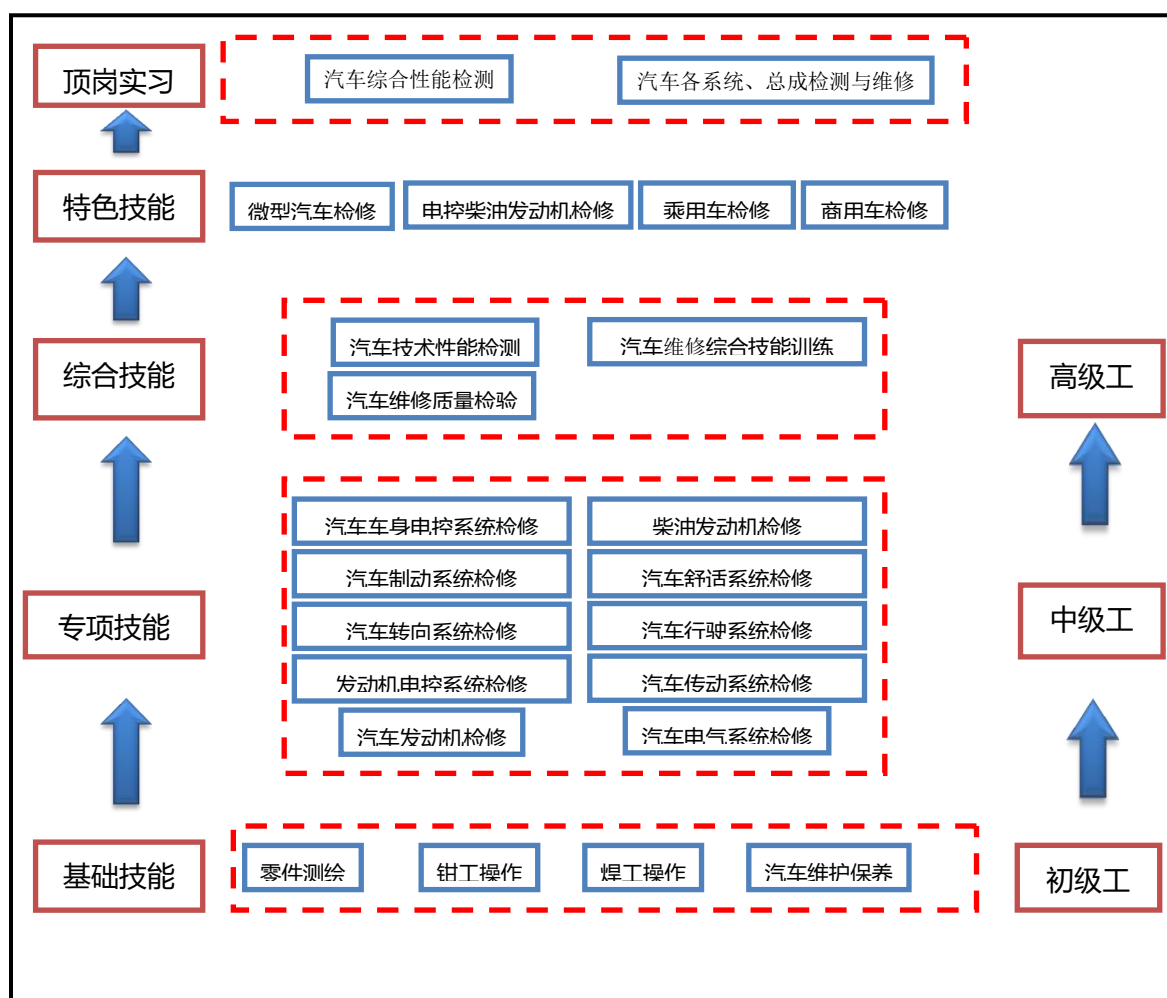 顶岗实习
汽车综合性能检测
汽车各系统、总成检测与维修
特色技能
微型汽车检修
电控柴油发动机检修
乘用车检修
商用车检修
综合技能
汽车技术性能检测
汽车维修综合技能训练
汽车维修质量检验
高级工
专项技能
汽车车身电控系统检修
柴油发动机检修
汽车制动系统检修
汽车舒话系统检修
汽车转向系统检修
汽车行驶系统检修
发动机电控系统检修
汽车传动系统检修
汽车发动机检修
汽车电气系统检修
中级工
基础技能
零件测绘
钳工操作
焊工操作
汽车维护保养
初级工